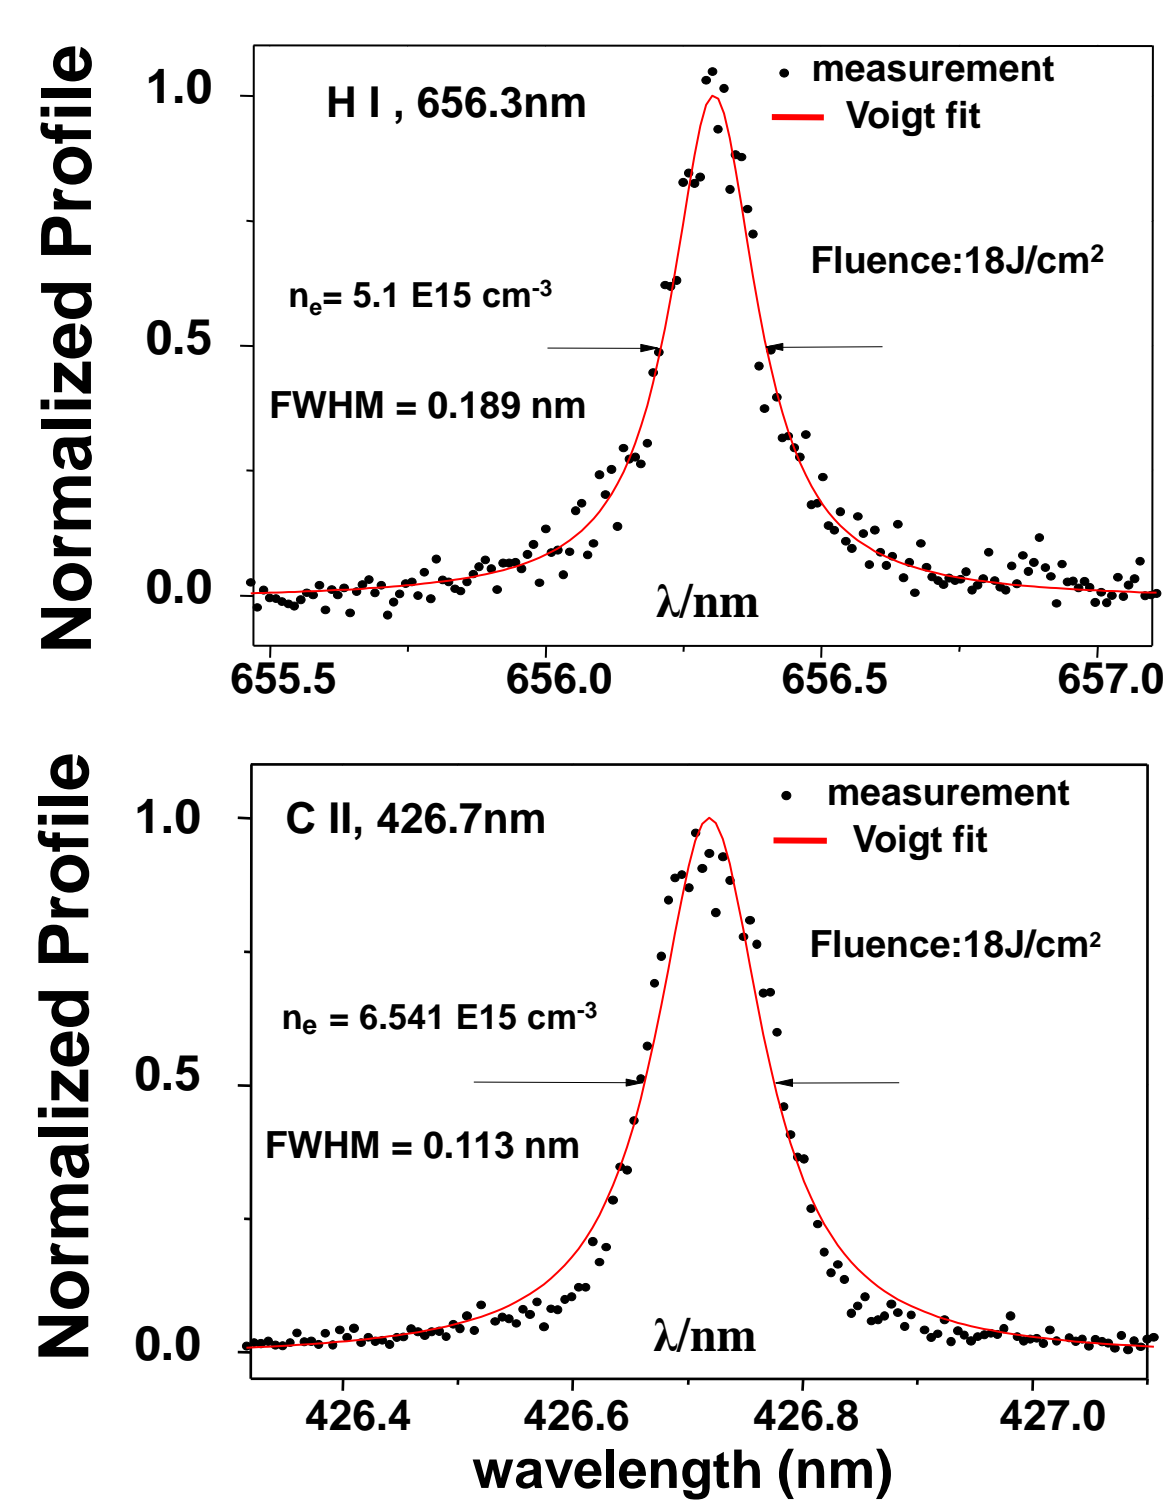 Normalized Profile
1.0
0.5
0.0
H I , 656.3nm
measurement
Voigt fit
Fluence:18J/cm²
nₑ= 5.1 E15 cm⁻³
FWHM = 0.189 nm
λ/nm
655.5 656.0 656.5 657.0
Normalized Profile
1.0
0.5
0.0
C II, 426.7nm
measurement
Voigt fit
Fluence:18J/cm²
nₑ = 6.541 E15 cm⁻³
FWHM = 0.113 nm
λ/nm
426.4 426.6 426.8 427.0
wavelength (nm)